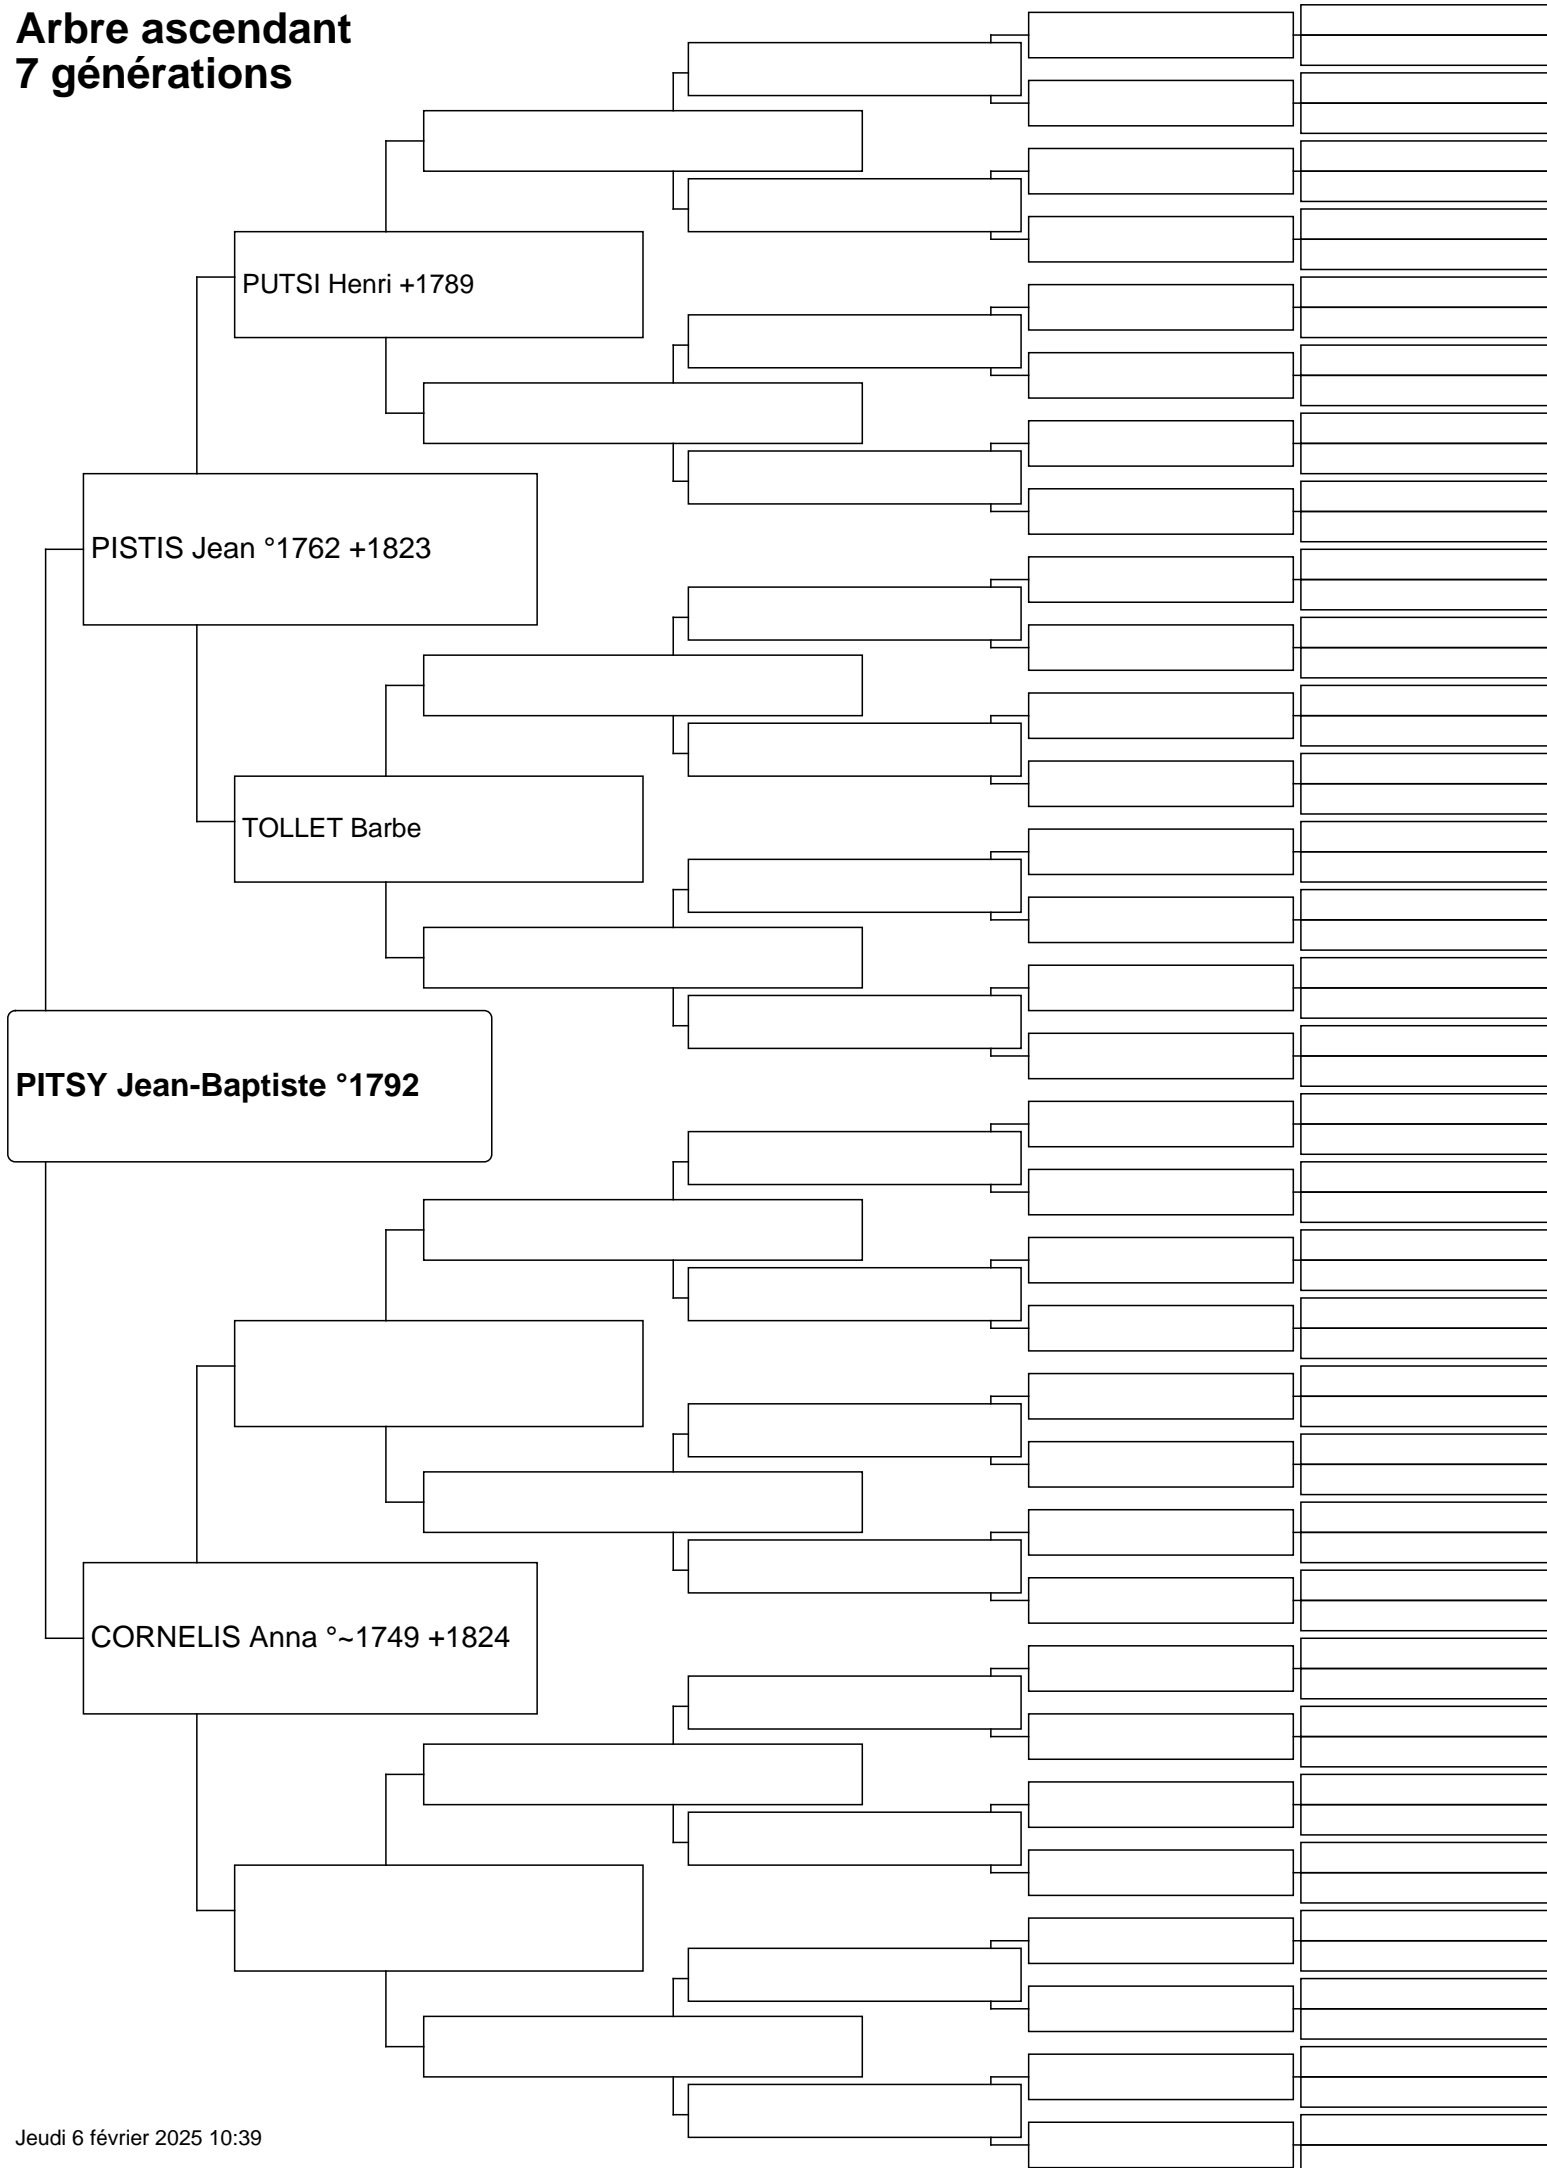 Arbre ascendant
7 générations
PUTSI Henri +1789
PISTIS Jean °1762 +1823
TOLLET Barbe
PITSY Jean-Baptiste °1792
CORNELIS Anna °~1749 +1824
Jeudi 6 février 2025 10:39